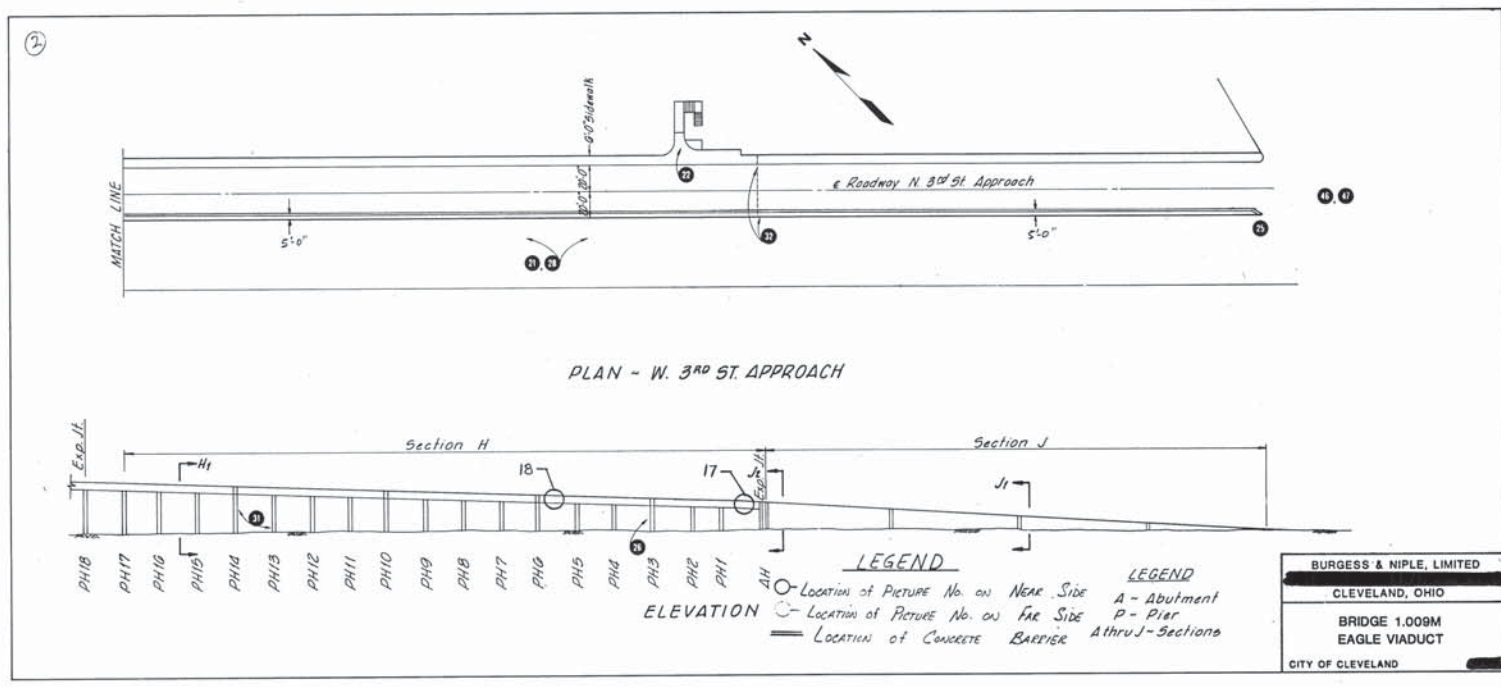 2
N
6'-0" Sidewalk
20'-0" 20'-0"
22
℄ Roadway N. 3rd St. Approach
46, 47
MATCH LINE
5'-0"
32
5'-0"
25
28
PLAN ~ W. 3RD ST. APPROACH
Exp. Jt.
Section H
Section J
H1
18
17
J2
Exp. Jt.
J1
31
26
PH18
PH17
PH16
PH15
PH14
PH13
PH12
PH11
PH10
PH9
PH8
PH7
PH6
PH5
PH4
PH3
PH2
PH1
AH
ELEVATION
LEGEND
LOCATION OF PICTURE NO. ON NEAR SIDE
LOCATION OF PICTURE NO. ON FAR SIDE
LOCATION OF CONCRETE BARRIER
LEGEND
A - Abutment
P - Pier
A thru J - Sections
BURGESS & NIPLE, LIMITED
CLEVELAND, OHIO
BRIDGE 1.009M
EAGLE VIADUCT
CITY OF CLEVELAND